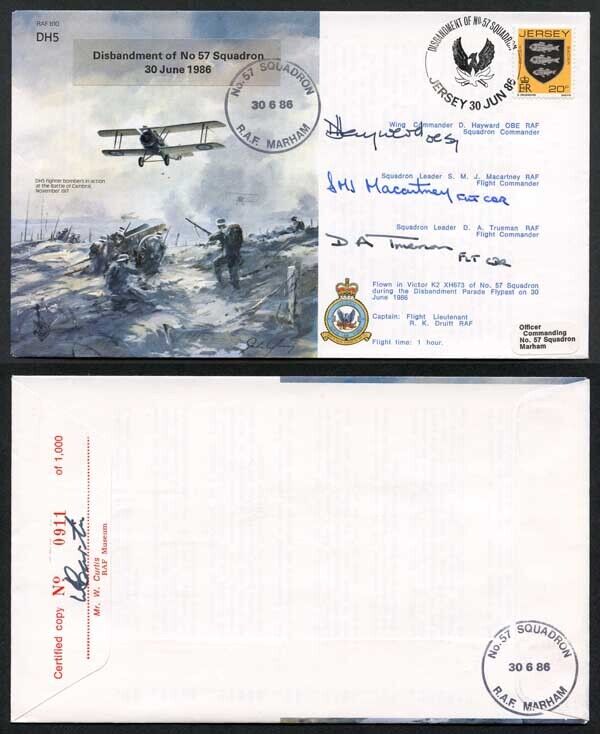 RAF B10
DH5
Disbandment of No 57 Squadron
30 June 1986
No. 57 SQUADRON
30 6 86
R.A.F. MARHAM
DISBANDMENT OF No 57 SQUADRON
JERSEY 30 JUN 86
JERSEY
20p
DH5 fighter bombers in action
at the Battle of Cambrai,
November 1917
Wing Commander D. Hayward OBE RAF
Squadron Commander
Squadron Leader S. M. J. Macartney RAF
Flight Commander
SMJ Macartney FLT CDR
Squadron Leader D. A. Trueman RAF
Flight Commander
D A Trueman
FLT CDR
Flown in Victor K2 XH673 of No. 57 Squadron
during the Disbandment Parade Flypast on 30
June 1986
Captain: Flight Lieutenant
R. K. Druitt RAF
Flight time: 1 hour.
Officer
Commanding
No. 57 Squadron
Marham
Certified copy No 0911 of 1,000
Mr. W. Curtis
RAF Museum
No. 57 SQUADRON
30 6 86
R.A.F. MARHAM